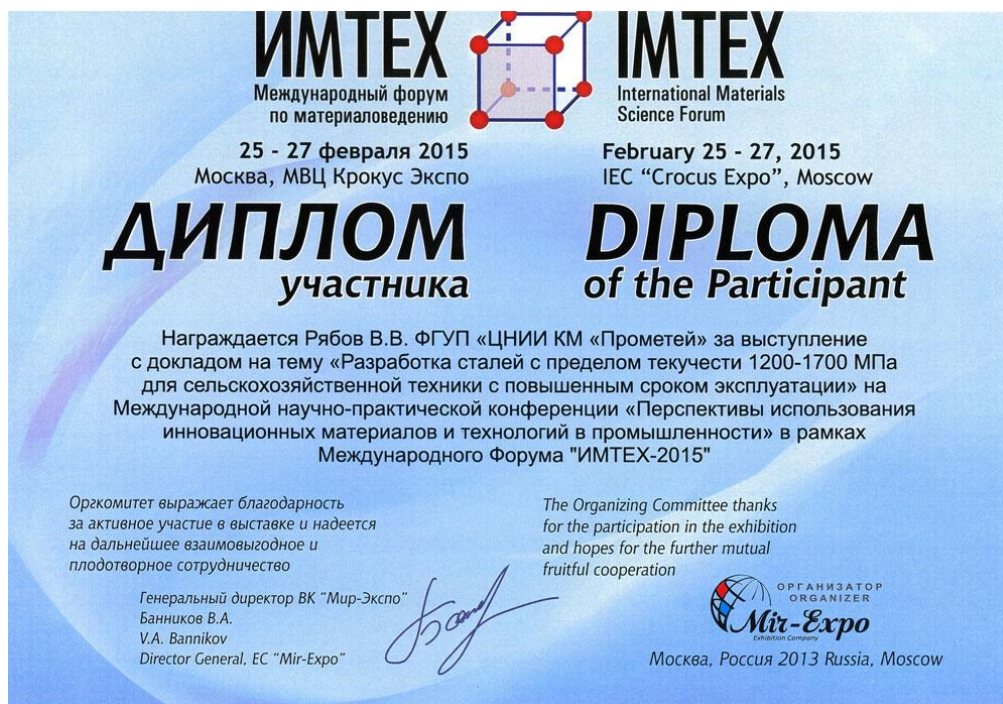 ИМТЕХ
Международный форум
по материаловедению
25 - 27 февраля 2015
Москва, МВЦ Крокус Экспо
ДИПЛОМ
участника
IMTEX
International Materials
Science Forum
February 25 - 27, 2015
IEC “Crocus Expo”, Moscow
DIPLOMA
of the Participant
Награждается Рябов В.В. ФГУП «ЦНИИ КМ «Прометей» за выступление
с докладом на тему «Разработка сталей с пределом текучести 1200-1700 МПа
для сельскохозяйственной техники с повышенным сроком эксплуатации» на
Международной научно-практической конференции «Перспективы использования
инновационных материалов и технологий в промышленности» в рамках
Международного Форума "ИМТЕХ-2015"
Оргкомитет выражает благодарность
за активное участие в выставке и надеется
на дальнейшее взаимовыгодное и
плодотворное сотрудничество
The Organizing Committee thanks
for the participation in the exhibition
and hopes for the further mutual
fruitful cooperation
Генеральный директор ВК “Мир-Экспо”
Банников В.А.
V.A. Bannikov
Director General, EC “Mir-Expo”
ОРГАНИЗАТОР
ORGANIZER
Mir-Expo
Exhibition Company
Москва, Россия 2013 Russia, Moscow